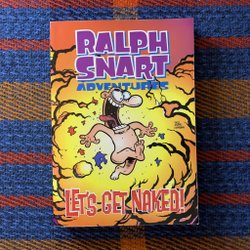 RALPH
SNART
ADVENTURES
LET'S GET NAKED!